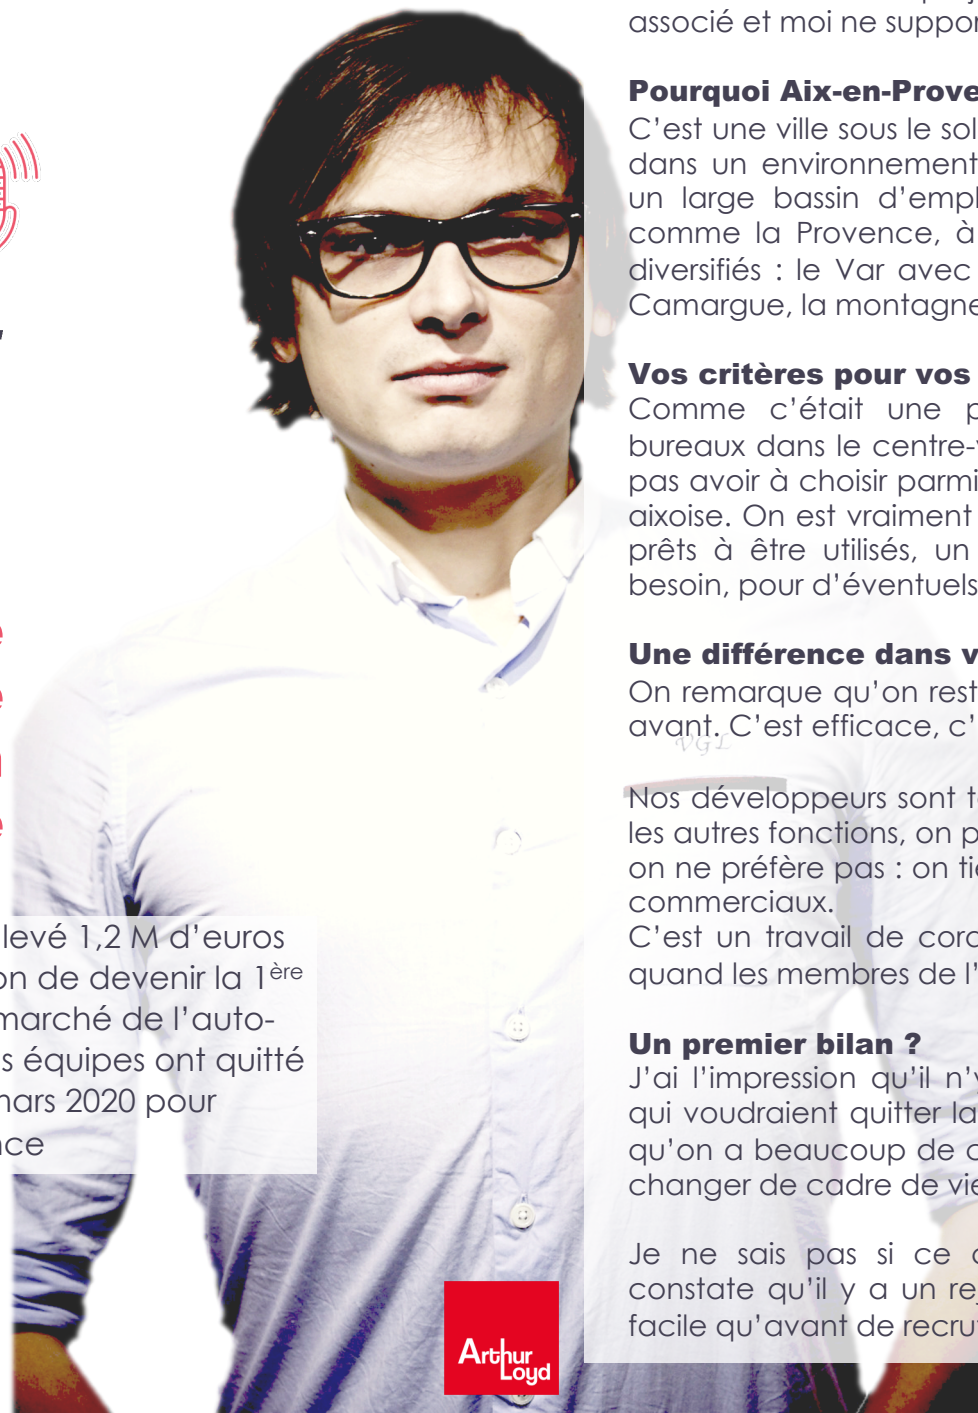 associé et moi ne suppor
Pourquoi Aix-en-Prove
C’est une ville sous le sol
dans un environnement
un large bassin d’empl
comme la Provence, à
diversifiés : le Var avec
Camargue, la montagne
Vos critères pour vos
Comme c’était une p
bureaux dans le centre-v
pas avoir à choisir parmi
aixoise. On est vraiment
prêts à être utilisés, un
besoin, pour d’éventuels
Une différence dans v
On remarque qu’on rest
avant. C’est efficace, c’
VGL
Nos développeurs sont t
les autres fonctions, on p
on ne préfère pas : on tie
commerciaux.
C’est un travail de cord
quand les membres de l’
Un premier bilan ?
J’ai l’impression qu’il n’y
qui voudraient quitter la
qu’on a beaucoup de c
changer de cadre de vie
Je ne sais pas si ce c
constate qu’il y a un re
facile qu’avant de recru
e
e
n
e
levé 1,2 M d’euros
on de devenir la 1ère
marché de l’auto-
s équipes ont quitté
mars 2020 pour
nce
Arthur
Loyd